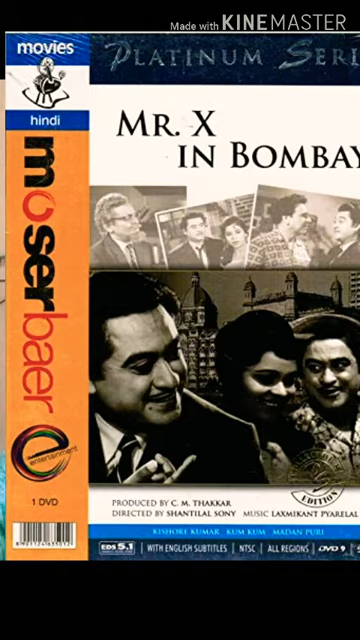 Made with KINEMASTER
movies
PLATINUM SERI
hindi
MR. X
IN BOMBAY
moserbaer
entertainment
1 DVD
EDITION
PRODUCED BY C. M. THAKKAR
DIRECTED BY SHANTILAL SONY MUSIC LAXMIKANT PYARELAL
KISHORE KUMAR KUM KUM MADAN PURI
EDS 5.1 WITH ENGLISH SUBTITLES NTSC ALL REGIONS DVD 9